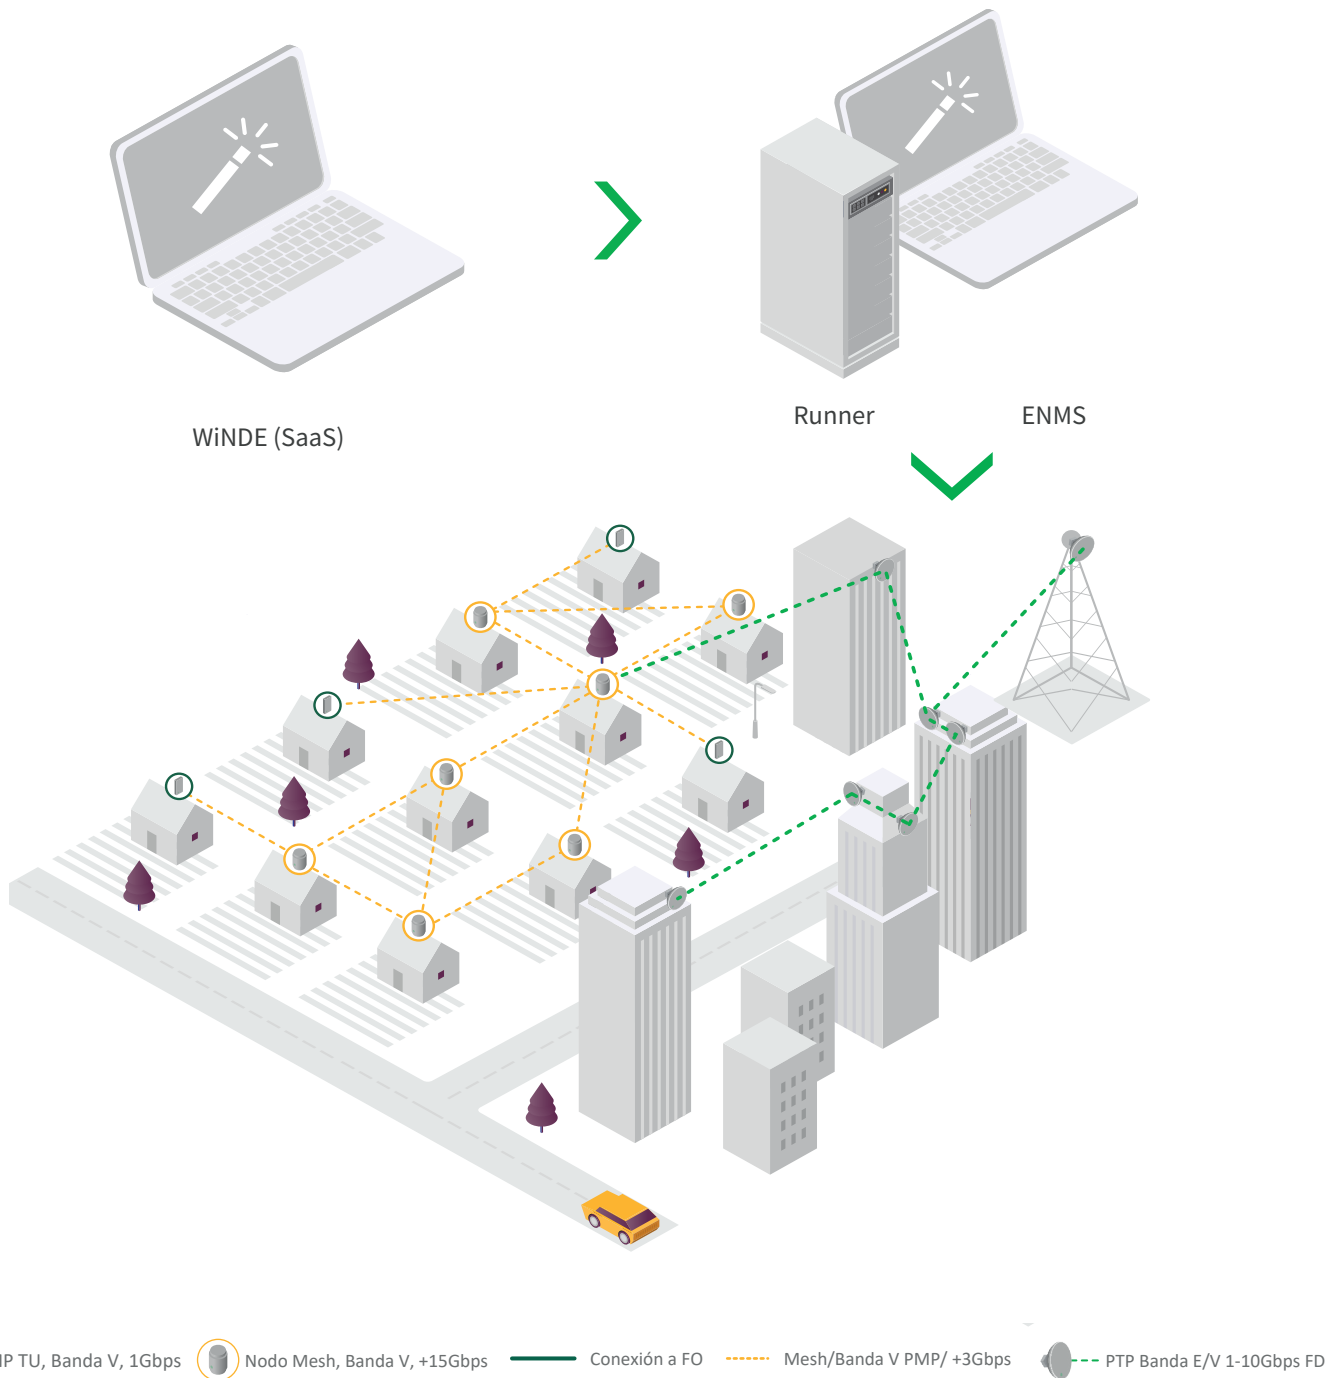 WiNDE (SaaS)
Runner
ENMS
IP TU, Banda V, 1Gbps
Nodo Mesh, Banda V, +15Gbps
Conexión a FO
Mesh/Banda V PMP/ +3Gbps
PTP Banda E/V 1-10Gbps FD